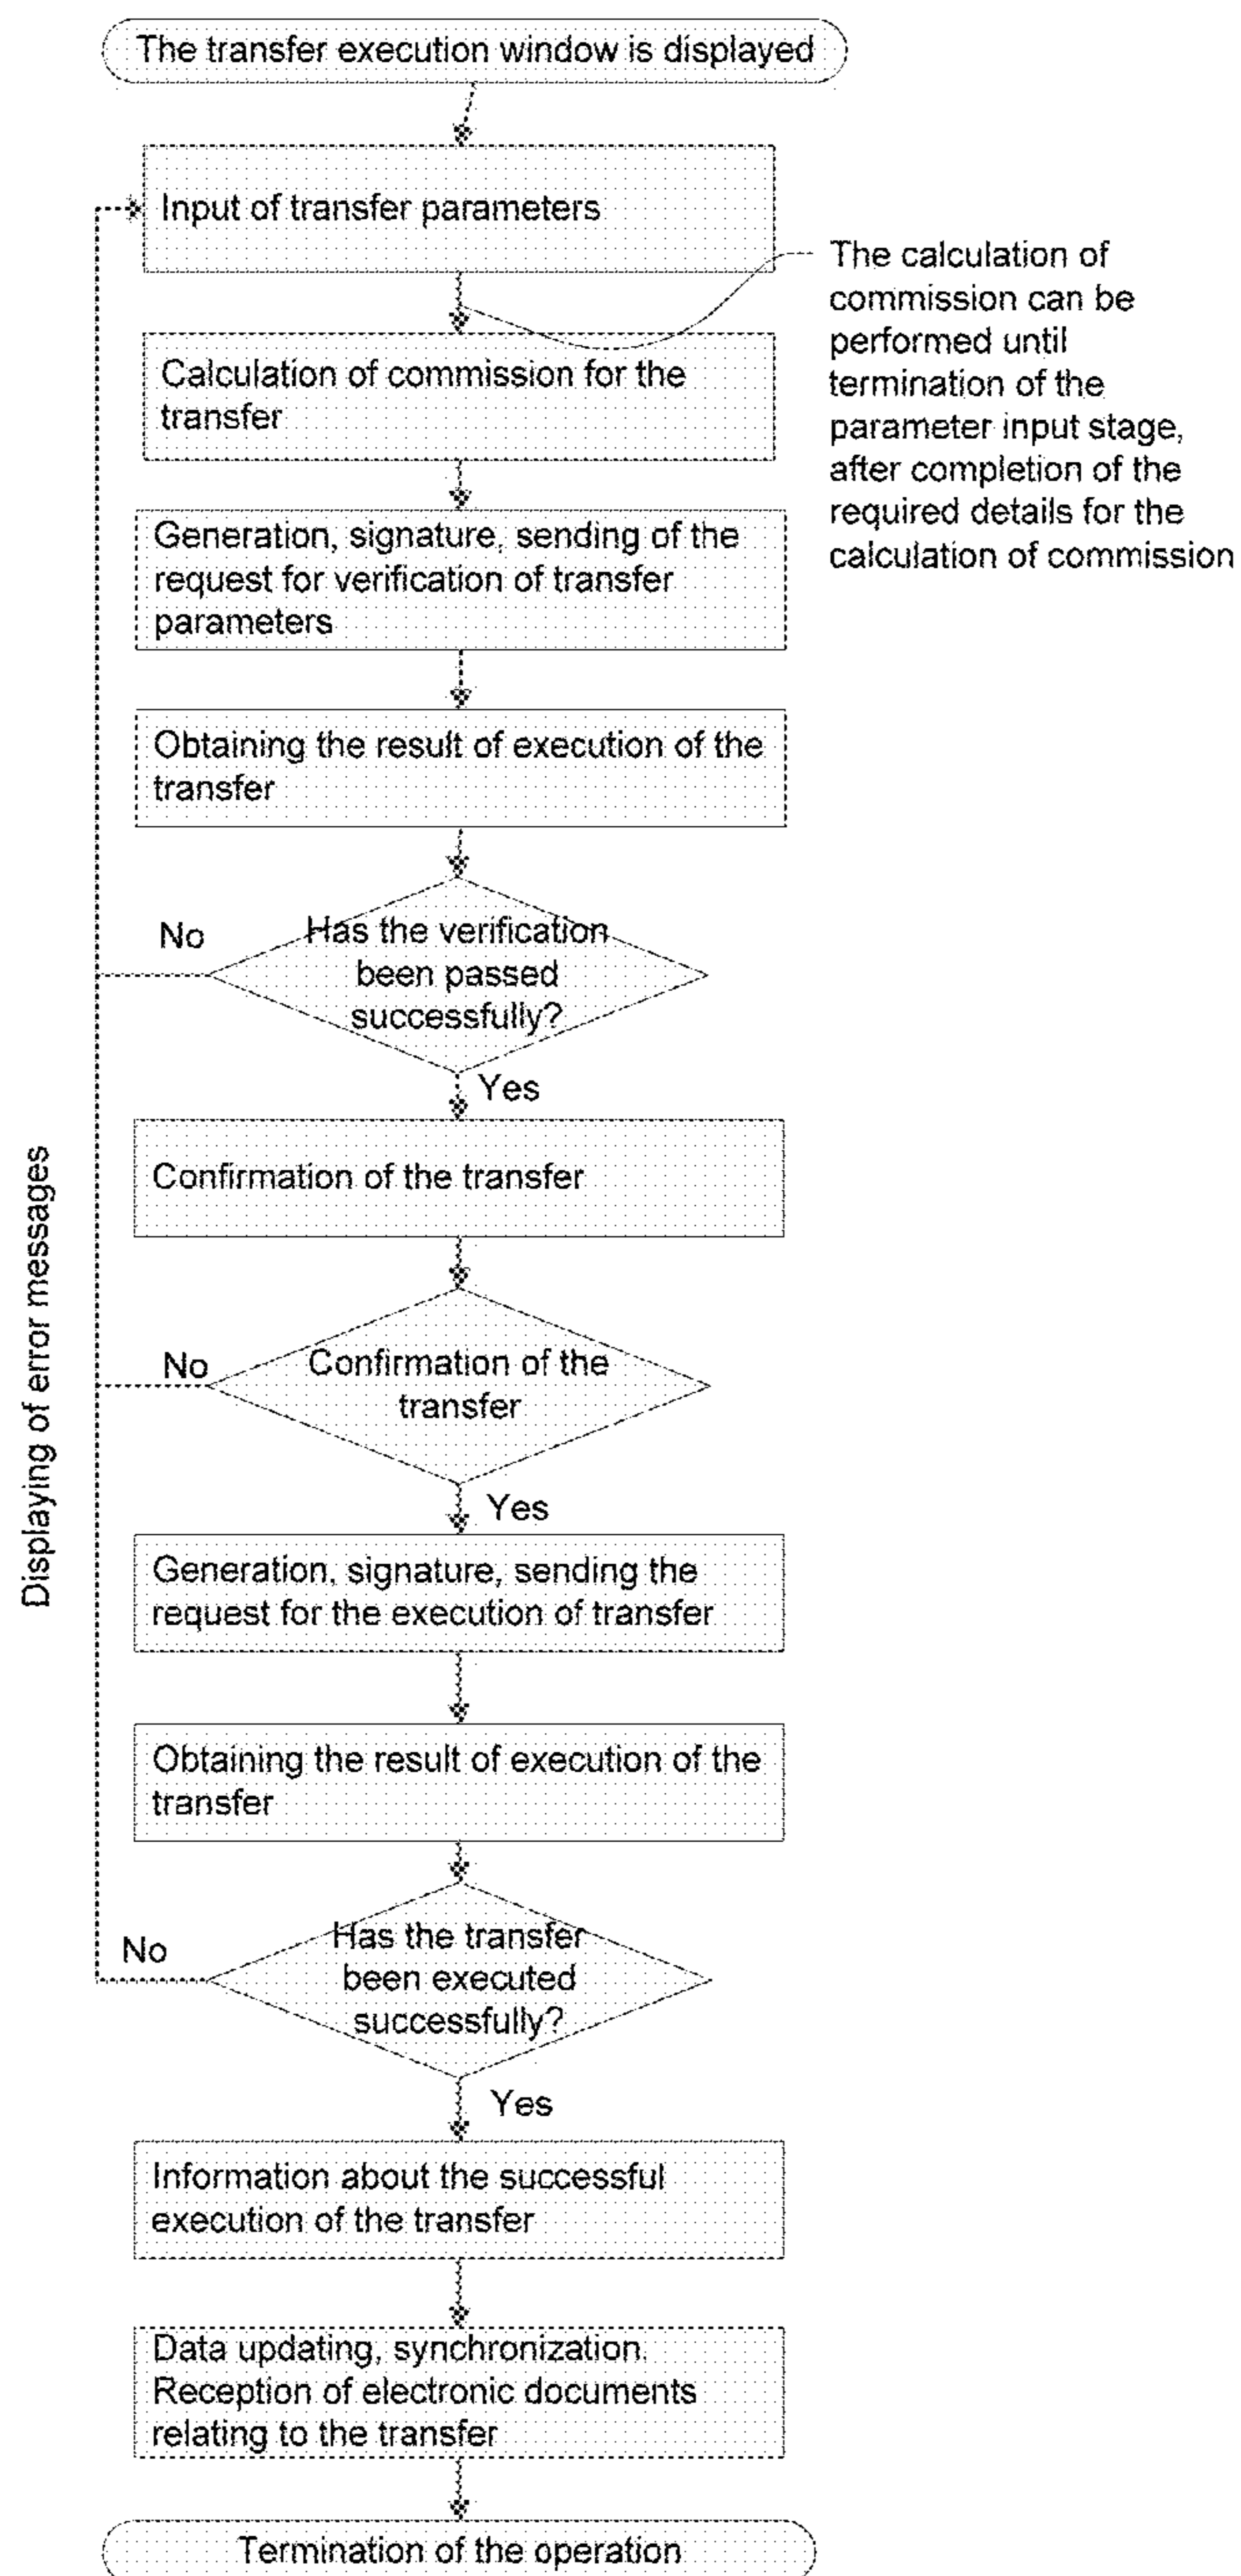 The transfer execution window is displayed
Input of transfer parameters
The calculation of
commission can be
performed until
termination of the
parameter input stage,
after completion of the
required details for the
calculation of commission
Calculation of commission for the
transfer
Generation, signature, sending of the
request for verification of transfer
parameters
Obtaining the result of execution of the
transfer
Has the verification
been passed
successfully?
No
Yes
Confirmation of the transfer
Displaying of error messages
Confirmation of the
transfer
No
Yes
Generation, signature, sending the
request for the execution of transfer
Obtaining the result of execution of the
transfer
Has the transfer
been executed
successfully?
No
Yes
Information about the successful
execution of the transfer
Data updating, synchronization.
Reception of electronic documents
relating to the transfer
Termination of the operation